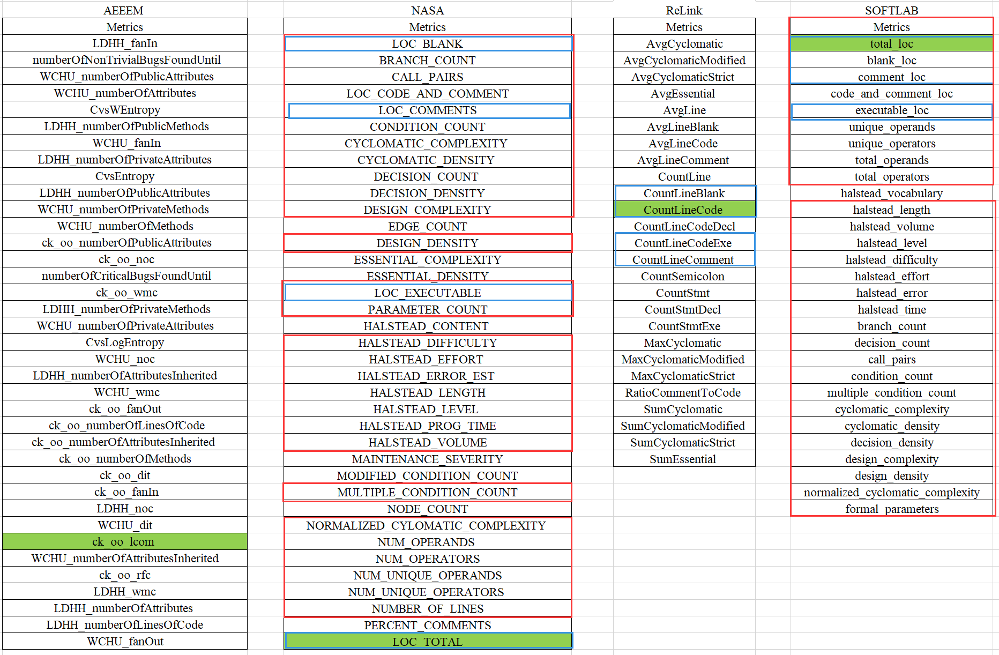 AEEEM
Metrics
LDHH_fanIn
numberOfNonTrivialBugsFoundUntil
WCHU_numberOfPublicAttributes
WCHU_numberOfAttributes
CvsWEntropy
LDHH_numberOfPublicMethods
WCHU_fanIn
LDHH_numberOfPrivateAttributes
CvsEntropy
LDHH_numberOfPublicAttributes
WCHU_numberOfPrivateMethods
WCHU_numberOfMethods
ck_oo_numberOfPublicAttributes
ck_oo_noc
numberOfCriticalBugsFoundUntil
ck_oo_wmc
LDHH_numberOfPrivateMethods
WCHU_numberOfPrivateAttributes
CvsLogEntropy
WCHU_noc
LDHH_numberOfAttributesInherited
WCHU_wmc
ck_oo_fanOut
ck_oo_numberOfLinesOfCode
ck_oo_numberOfAttributesInherited
ck_oo_numberOfMethods
ck_oo_dit
ck_oo_fanIn
LDHH_noc
WCHU_dit
ck_oo_lcom
WCHU_numberOfAttributesInherited
ck_oo_rfc
LDHH_wmc
LDHH_numberOfAttributes
LDHH_numberOfLinesOfCode
WCHU_fanOut
NASA
Metrics
LOC_BLANK
BRANCH_COUNT
CALL_PAIRS
LOC_CODE_AND_COMMENT
LOC_COMMENTS
CONDITION_COUNT
CYCLOMATIC_COMPLEXITY
CYCLOMATIC_DENSITY
DECISION_COUNT
DECISION_DENSITY
DESIGN_COMPLEXITY
EDGE_COUNT
DESIGN_DENSITY
ESSENTIAL_COMPLEXITY
ESSENTIAL_DENSITY
LOC_EXECUTABLE
PARAMETER_COUNT
HALSTEAD_CONTENT
HALSTEAD_DIFFICULTY
HALSTEAD_EFFORT
HALSTEAD_ERROR_EST
HALSTEAD_LENGTH
HALSTEAD_LEVEL
HALSTEAD_PROG_TIME
HALSTEAD_VOLUME
MAINTENANCE_SEVERITY
MODIFIED_CONDITION_COUNT
MULTIPLE_CONDITION_COUNT
NODE_COUNT
NORMALIZED_CYLOMATIC_COMPLEXITY
NUM_OPERANDS
NUM_OPERATORS
NUM_UNIQUE_OPERANDS
NUM_UNIQUE_OPERATORS
NUMBER_OF_LINES
PERCENT_COMMENTS
LOC_TOTAL
ReLink
Metrics
AvgCyclomatic
AvgCyclomaticModified
AvgCyclomaticStrict
AvgEssential
AvgLine
AvgLineBlank
AvgLineCode
AvgLineComment
CountLine
CountLineBlank
CountLineCode
CountLineCodeDecl
CountLineCodeExe
CountLineComment
CountSemicolon
CountStmt
CountStmtDecl
CountStmtExe
MaxCyclomatic
MaxCyclomaticModified
MaxCyclomaticStrict
RatioCommentToCode
SumCyclomatic
SumCyclomaticModified
SumCyclomaticStrict
SumEssential
SOFTLAB
Metrics
total_loc
blank_loc
comment_loc
code_and_comment_loc
executable_loc
unique_operands
unique_operators
total_operands
total_operators
halstead_vocabulary
halstead_length
halstead_volume
halstead_level
halstead_difficulty
halstead_effort
halstead_error
halstead_time
branch_count
decision_count
call_pairs
condition_count
multiple_condition_count
cyclomatic_complexity
cyclomatic_density
decision_density
design_complexity
design_density
normalized_cyclomatic_complexity
formal_parameters